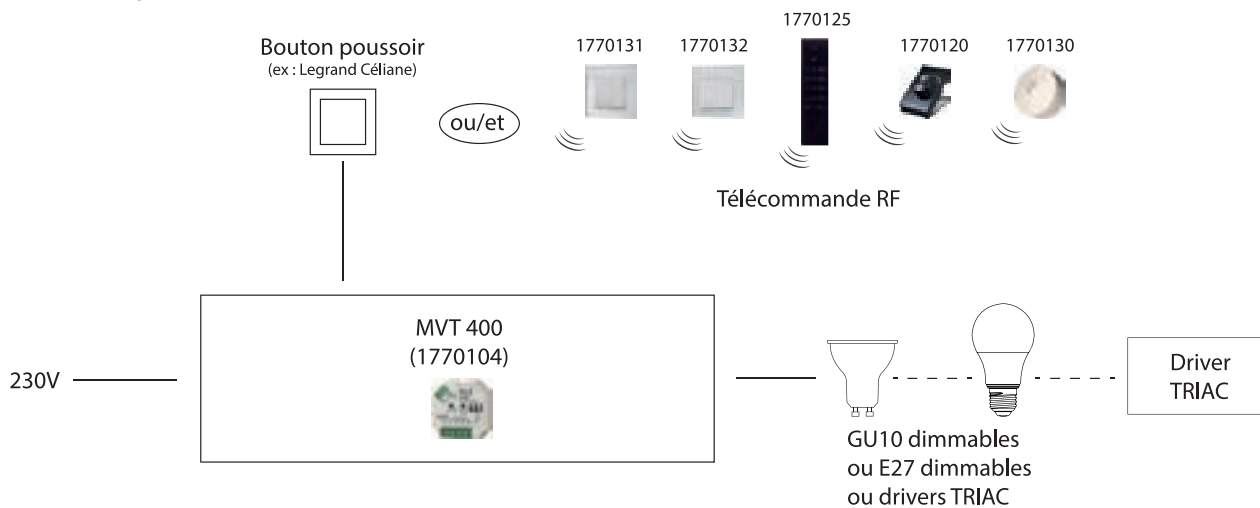 1770125
Bouton poussoir
(ex : Legrand Céliane)
1770131
1770132
1770120
1770130
ou/et
Télécommande RF
MVT 400
(1770104)
230V
Driver
TRIAC
GU10 dimmables
ou E27 dimmables
ou drivers TRIAC